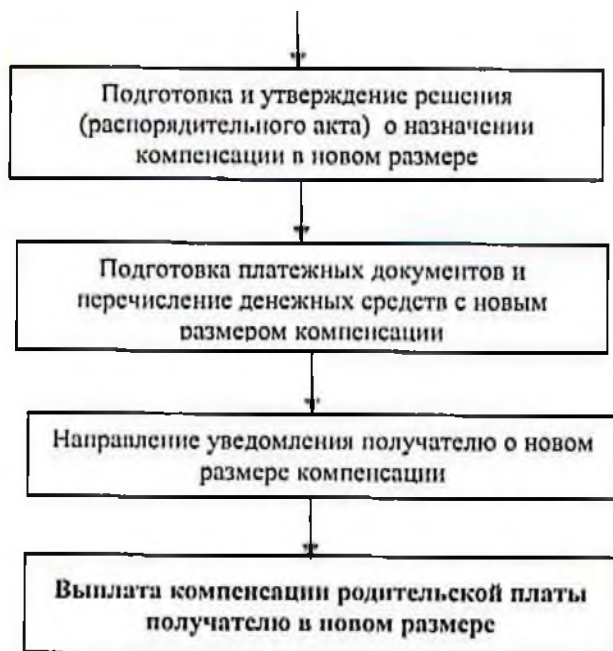 Подготовка и утверждение решения
(распорядительного акта) о назначении
компенсации в новом размере
Подготовка платежных документов и
перечисление денежных средств с новым
размером компенсации
Направление уведомления получателю о новом
размере компенсации
Выплата компенсации родительской платы
получателю в новом размере